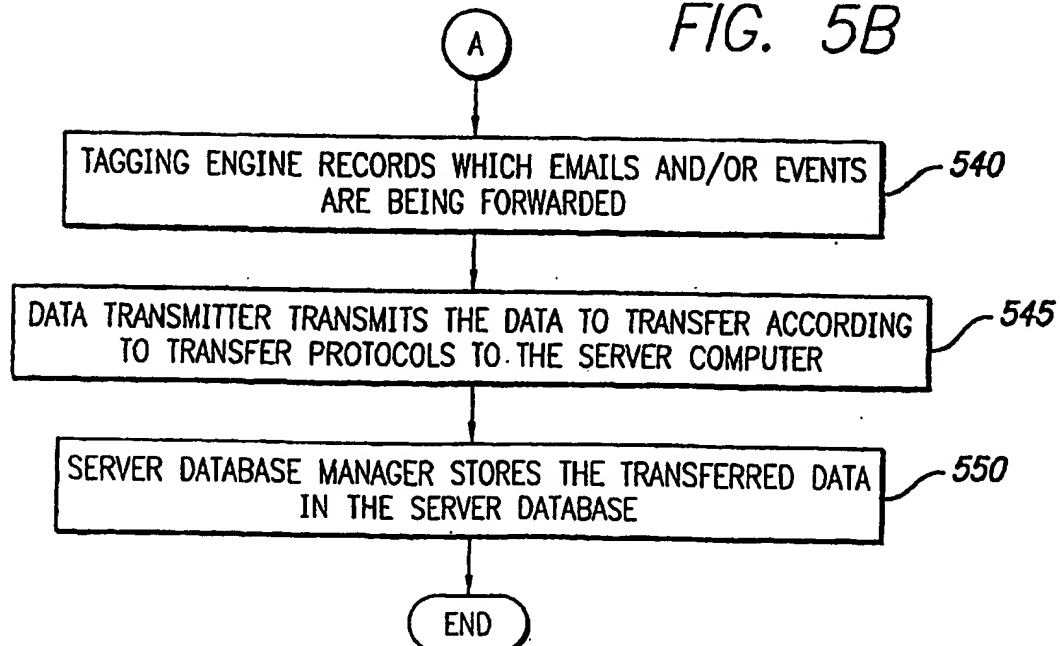 FIG. 5B
A
TAGGING ENGINE RECORDS WHICH EMAILS AND/OR EVENTS
ARE BEING FORWARDED
540
DATA TRANSMITTER TRANSMITS THE DATA TO TRANSFER ACCORDING
TO TRANSFER PROTOCOLS TO THE SERVER COMPUTER
545
SERVER DATABASE MANAGER STORES THE TRANSFERRED DATA
IN THE SERVER DATABASE
550
END